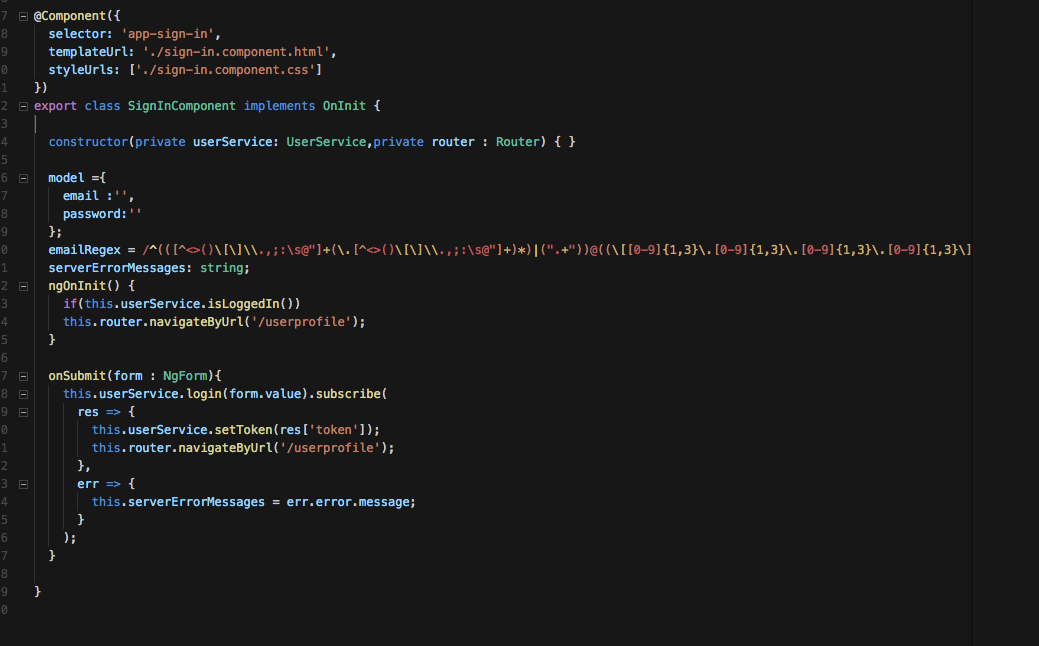 7 @Component({
8 selector: 'app-sign-in',
9 templateUrl: './sign-in.component.html',
0 styleUrls: ['./sign-in.component.css']
1 })
2 export class SignInComponent implements OnInit {
3
4 constructor(private userService: UserService,private router : Router) { }
5
6 model ={
7 email :'',
8 password:''
9 };
0 emailRegex = /^(([^<>()\[\]\\.,;:\s@"]+(\.[^<>()\[\]\\.,;:\s@"]+)*)|(".+"))@((\[[0-9]{1,3}\.[0-9]{1,3}\.[0-9]{1,3}\.[0-9]{1,3}\]
1 serverErrorMessages: string;
2 ngOnInit() {
3 if(this.userService.isLoggedIn())
4 this.router.navigateByUrl('/userprofile');
5 }
6
7 onSubmit(form : NgForm){
8 this.userService.login(form.value).subscribe(
9 res => {
0 this.userService.setToken(res['token']);
1 this.router.navigateByUrl('/userprofile');
2 },
3 err => {
4 this.serverErrorMessages = err.error.message;
5 }
6 );
7 }
8
9 }
0